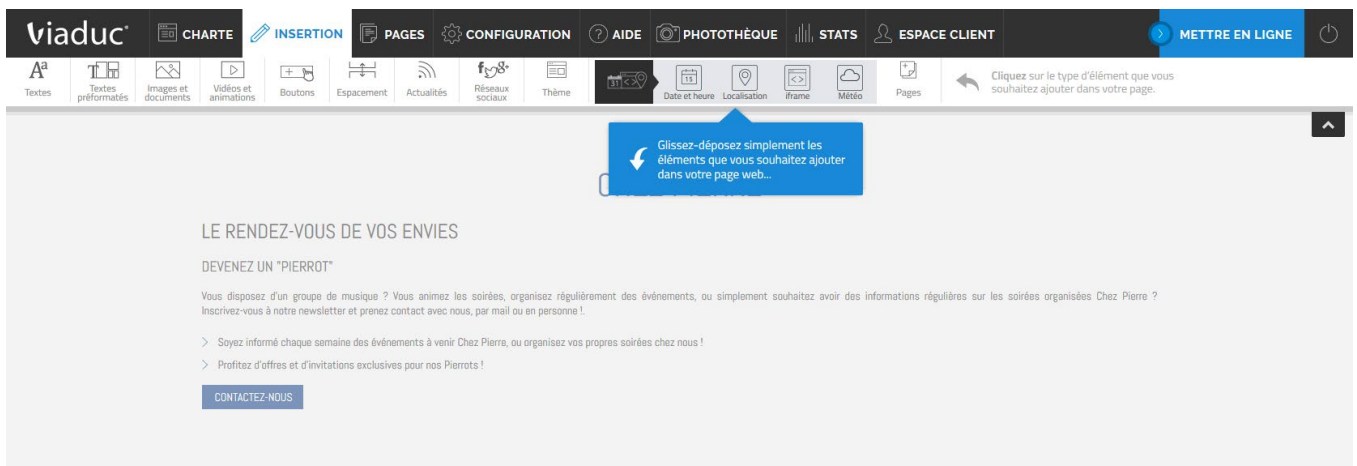 Viaduc
CHARTE INSERTION PAGES CONFIGURATION ? AIDE PHOTOTHÈQUE STATS ESPACE CLIENT METTRE EN LIGNE
Textes
Textes
préformatés
Images et
documents
Vidéos et
animations
Boutons
Espacement
Actualités
Réseaux
sociaux
Thème
Date et heure
Localisation
iframe
Météo
Pages
Cliquez sur le type d'élément que vous
souhaitez ajouter dans votre page.
Glissez-déposez simplement les
éléments que vous souhaitez ajouter
dans votre page web...
LE RENDEZ-VOUS DE VOS ENVIES
DEVENEZ UN "PIERROT"
Vous disposez d'un groupe de musique ? Vous animez les soirées, organisez régulièrement des événements, ou simplement souhaitez avoir des informations régulières sur les soirées organisées Chez Pierre ?
Inscrivez-vous à notre newsletter et prenez contact avec nous, par mail ou en personne !.
Soyez informé chaque semaine des événements à venir Chez Pierre, ou organisez vos propres soirées chez nous !
Profitez d'offres et d'invitations exclusives pour nos Pierrots !
CONTACTEZ-NOUS